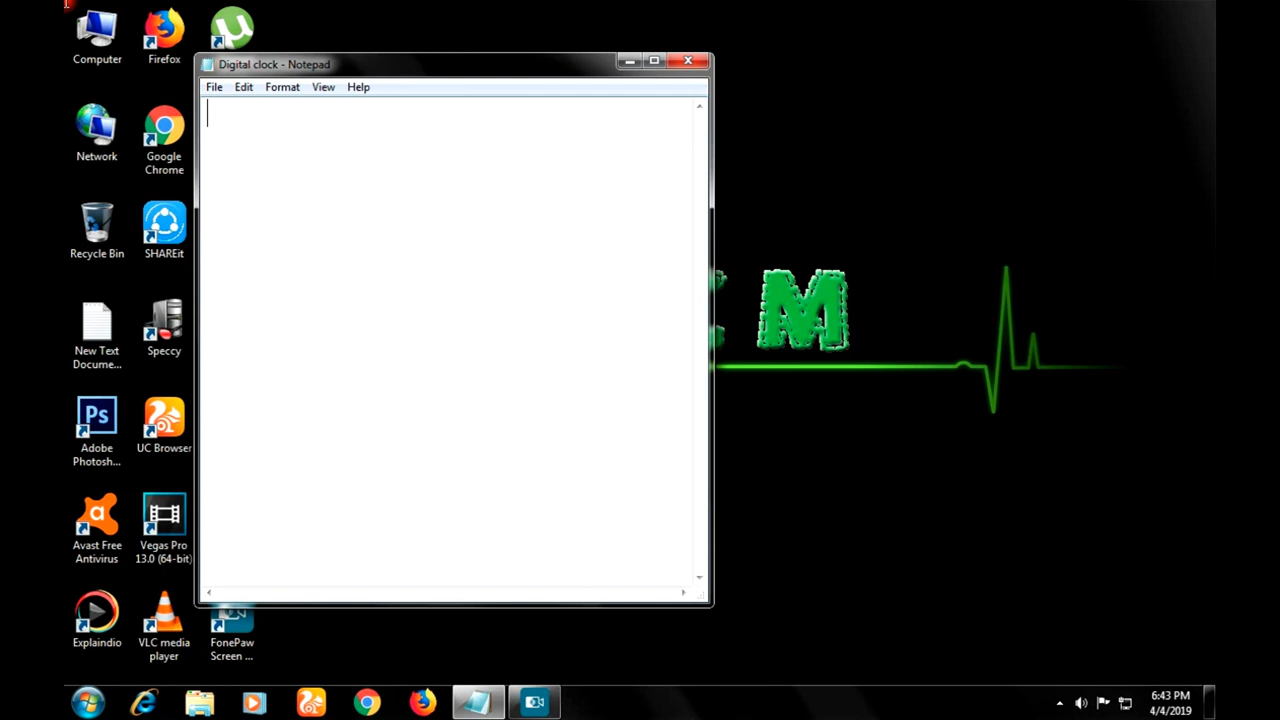 Computer
Firefox
Digital clock - Notepad
File Edit Format View Help
Network
Google
Chrome
Recycle Bin
SHAREit
New Text
Docume...
Speccy
M
Adobe
Photosh...
UC Browser
Avast Free
Antivirus
Vegas Pro
13.0 (64-bit)
Explaindio
VLC media
player
FonePaw
Screen ...
6:43 PM
4/4/2019